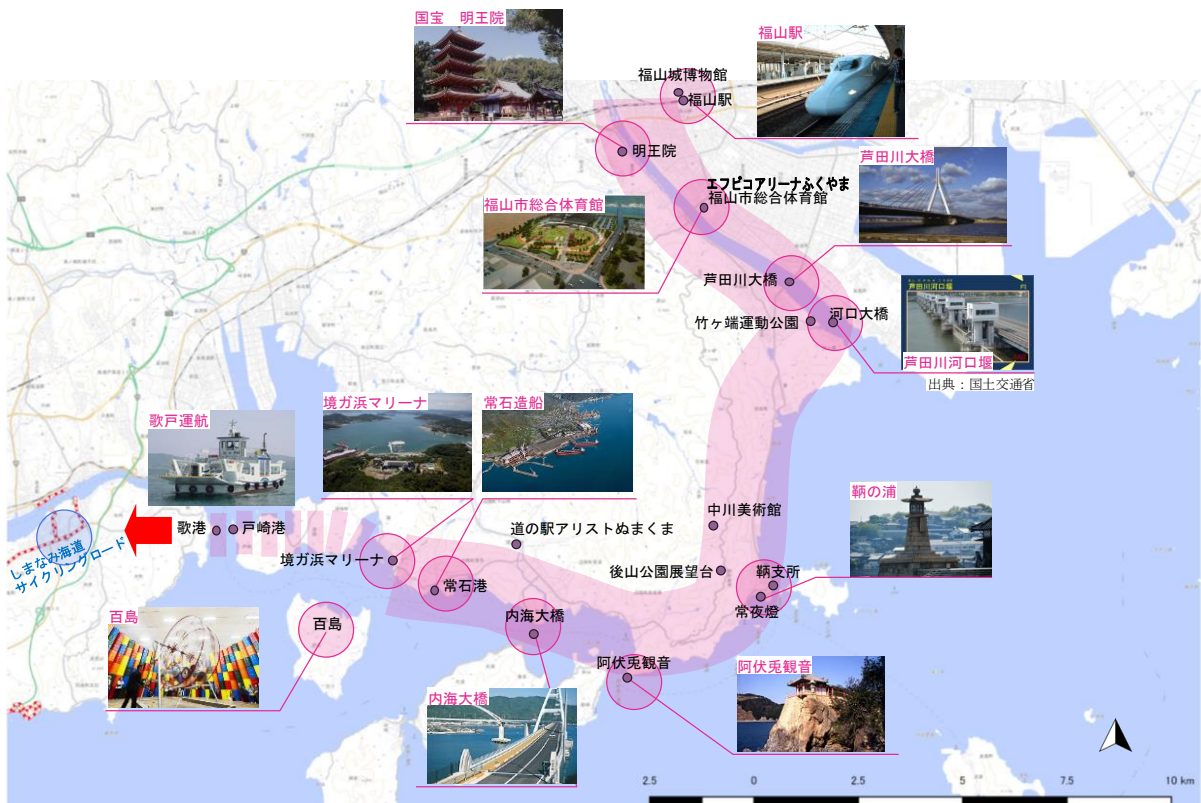 国宝 明王院
福山駅
福山城博物館
福山駅
明王院
芦田川大橋
エフピコアリーナふくやま
福山市総合体育館
福山市総合体育館
芦田川大橋
芦田川河口堰
竹ヶ端運動公園
河口大橋
芦田川河口堰
出典：国土交通省
境ガ浜マリーナ
常石造船
歌戸運航
鞆の浦
中川美術館
歌港
戸崎港
道の駅アリストぬまくま
しまなみ海道
サイクリングロード
境ガ浜マリーナ
後山公園展望台
鞆支所
常石港
常夜燈
百島
百島
内海大橋
阿伏兎観音
阿伏兎観音
内海大橋
2.5 0 2.5 5 7.5 10 km